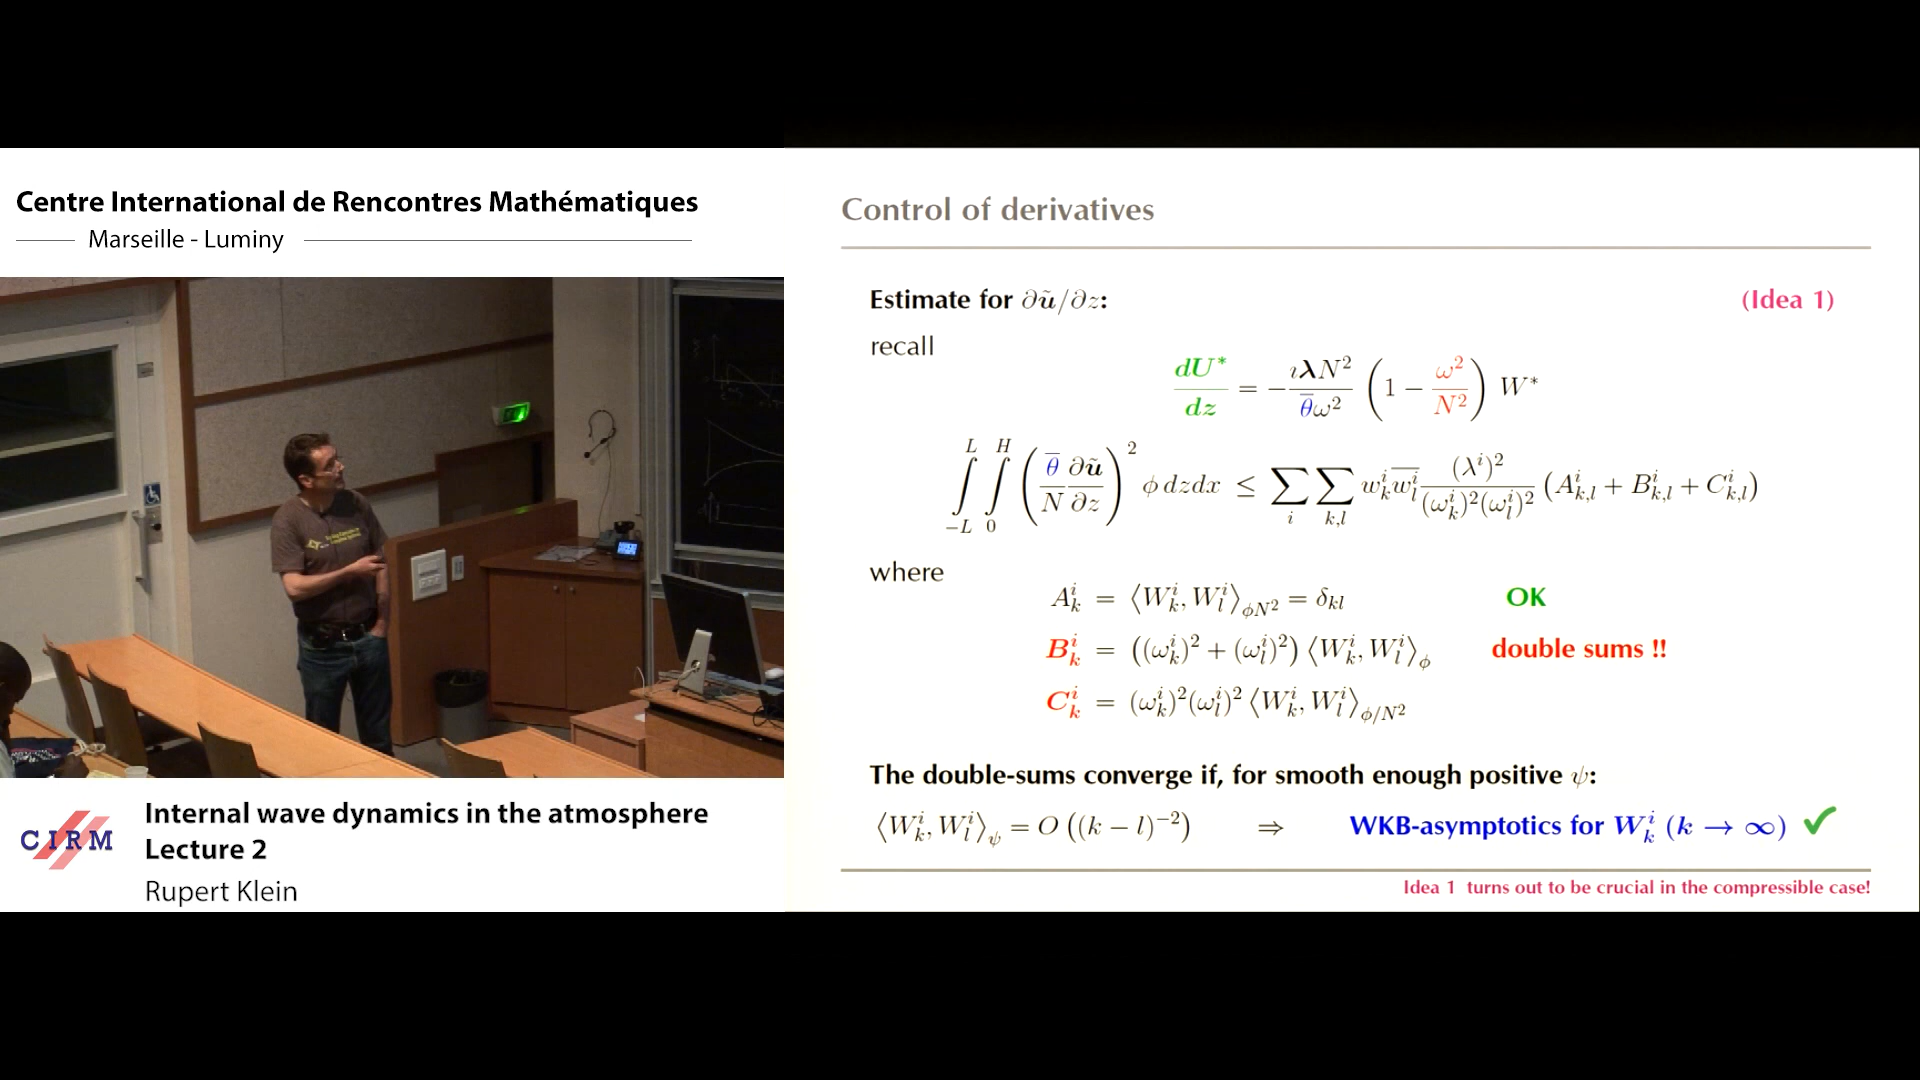 Centre International de Rencontres Mathématiques
Marseille - Luminy
CIRM
Internal wave dynamics in the atmosphere
Lecture 2
Rupert Klein
Control of derivatives
Estimate for ∂ũ/∂z: (Idea 1)
recall
dU*/dz = −(ıλN²/θ̅ω²) (1 − ω²/N²) W*
∫_{−L}^{L} ∫_{0}^{H} (θ̅/N ∂ũ/∂z)² ϕ dzdx ≤ ∑_i ∑_{k,l} w_k^i \overline{w_l^i} (λ^i)²/((ω_k^i)²(ω_l^i)²) (A_{k,l}^i + B_{k,l}^i + C_{k,l}^i)
where
A_k^i = ⟨W_k^i, W_l^i⟩_{ϕN²} = δ_{kl} OK
B_k^i = ((ω_k^i)² + (ω_l^i)²) ⟨W_k^i, W_l^i⟩_ϕ double sums !!
C_k^i = (ω_k^i)²(ω_l^i)² ⟨W_k^i, W_l^i⟩_{ϕ/N²}
The double-sums converge if, for smooth enough positive ψ:
⟨W_k^i, W_l^i⟩_ψ = O((k − l)^{−2}) ⇒ WKB-asymptotics for W_k^i (k → ∞) ✓
Idea 1 turns out to be crucial in the compressible case!